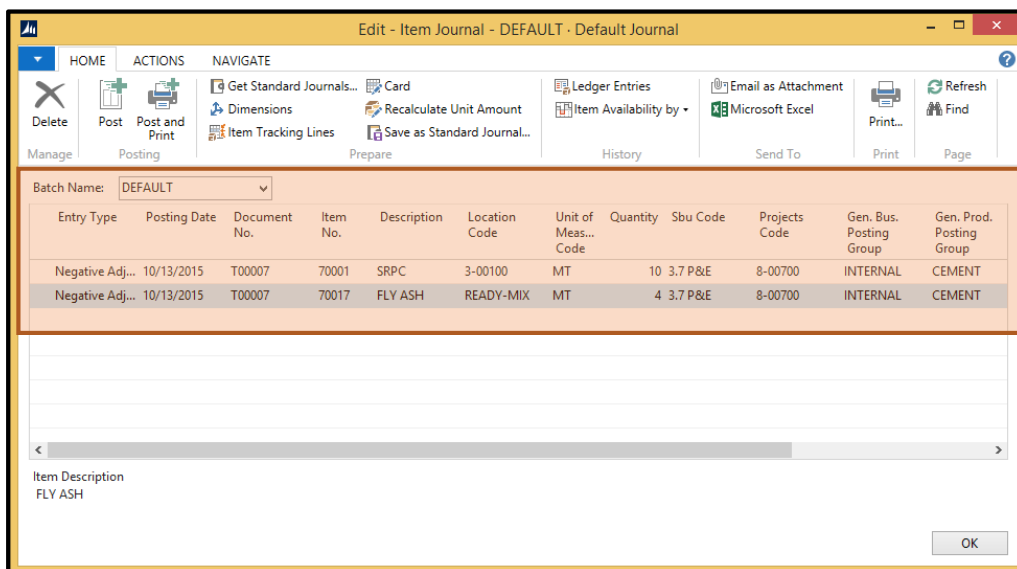 Edit - Item Journal - DEFAULT · Default Journal
HOME ACTIONS NAVIGATE
Delete
Post
Post and Print
Get Standard Journals...
Dimensions
Item Tracking Lines
Card
Recalculate Unit Amount
Save as Standard Journal...
Ledger Entries
Item Availability by
Email as Attachment
Microsoft Excel
Print...
Refresh
Find
Manage Posting Prepare History Send To Print Page
Batch Name: DEFAULT
Entry Type Posting Date Document No. Item No. Description Location Code Unit of Meas... Code Quantity Sbu Code Projects Code Gen. Bus. Posting Group Gen. Prod. Posting Group
Negative Adj... 10/13/2015 T00007 70001 SRPC 3-00100 MT 10 3.7 P&E 8-00700 INTERNAL CEMENT
Negative Adj... 10/13/2015 T00007 70017 FLY ASH READY-MIX MT 4 3.7 P&E 8-00700 INTERNAL CEMENT
Item Description
FLY ASH
OK